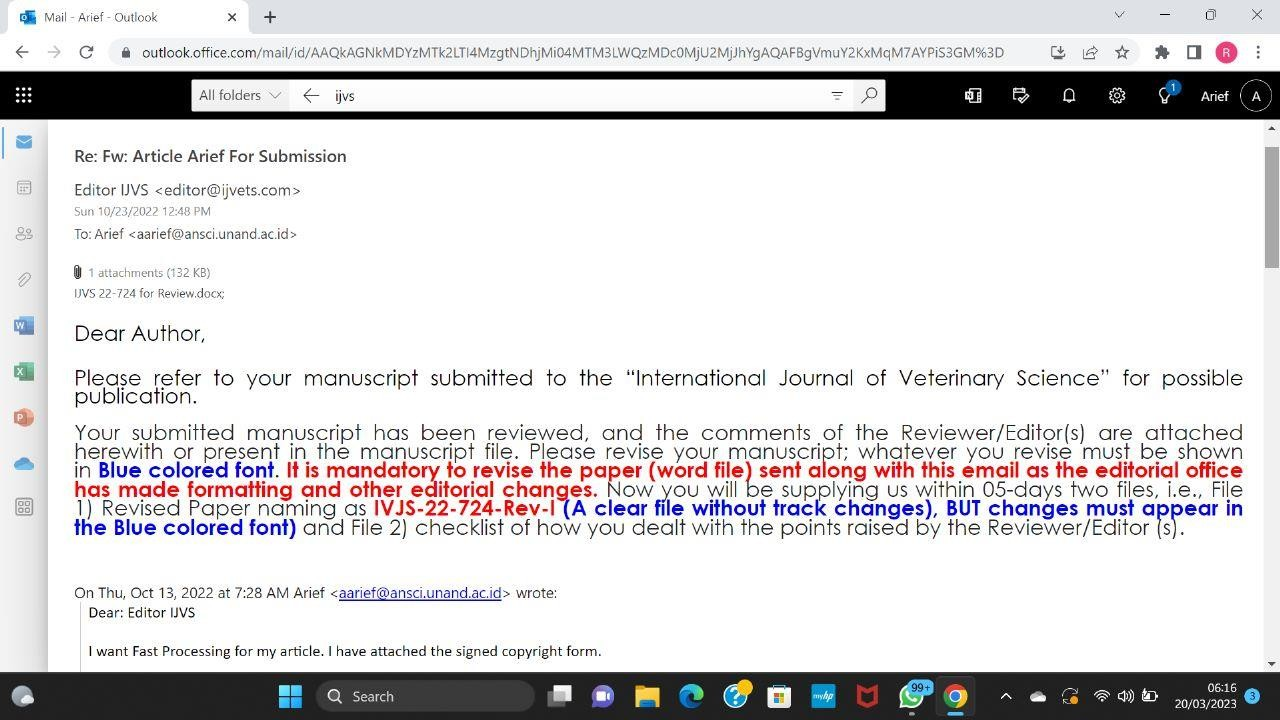 Mail - Arief - Outlook
outlook.office.com/mail/id/AAQkAGNkMDYzMTk2LTI4MzgtNDhjMi04MTM3LWQzMDc0MjU2MjJhYgAQAFBgVmuY2KxMqM7AYPiS3GM%3D
R
All folders
ijvs
1
Arief
A
Re: Fw: Article Arief For Submission
Editor IJVS <editor@ijvets.com>
Sun 10/23/2022 12:48 PM
To: Arief <aarief@ansci.unand.ac.id>
1 attachments (132 KB)
IJVS 22-724 for Review.docx;
Dear Author,
Please refer to your manuscript submitted to the “International Journal of Veterinary Science” for possible
publication.
Your submitted manuscript has been reviewed, and the comments of the Reviewer/Editor(s) are attached
herewith or present in the manuscript file. Please revise your manuscript; whatever you revise must be shown
in Blue colored font. It is mandatory to revise the paper (word file) sent along with this email as the editorial office
has made formatting and other editorial changes. Now you will be supplying us within 05-days two files, i.e., File
1) Revised Paper naming as IVJS-22-724-Rev-I (A clear file without track changes), BUT changes must appear in
the Blue colored font) and File 2) checklist of how you dealt with the points raised by the Reviewer/Editor (s).
On Thu, Oct 13, 2022 at 7:28 AM Arief <aarief@ansci.unand.ac.id> wrote:
Dear: Editor IJVS
I want Fast Processing for my article. I have attached the signed copyright form.
Search
myhp
99+
06:16
20/03/2023
3